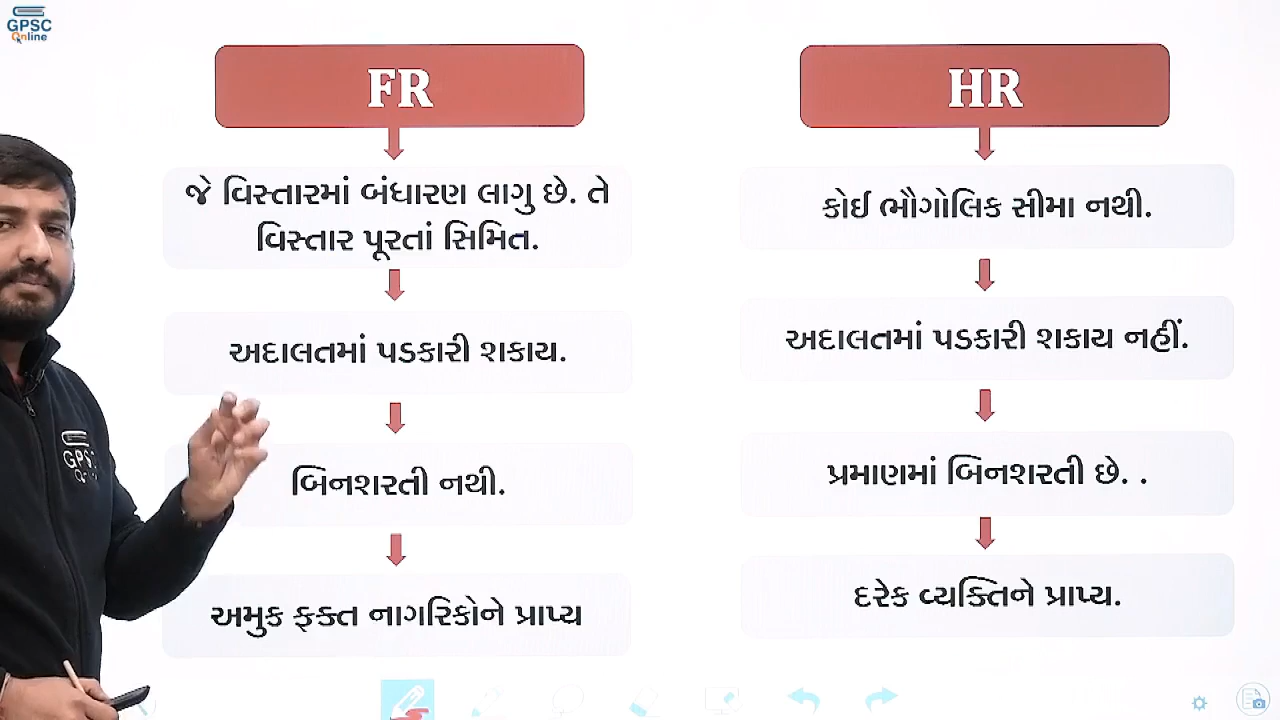 GPSC
Online
FR
જે વિસ્તારમાં બંધારણ લાગુ છે. તે
વિસ્તાર પૂરતાં સિમિત.
અદાલતમાં પડકારી શકાય.
બિનશરતી નથી.
અમુક ફક્ત નાગરિકોને પ્રાપ્ય
HR
કોઈ ભૌગોલિક સીમા નથી.
અદાલતમાં પડકારી શકાય નહીં.
પ્રમાણમાં બિનશરતી છે. .
દરેક વ્યક્તિને પ્રાપ્ય.